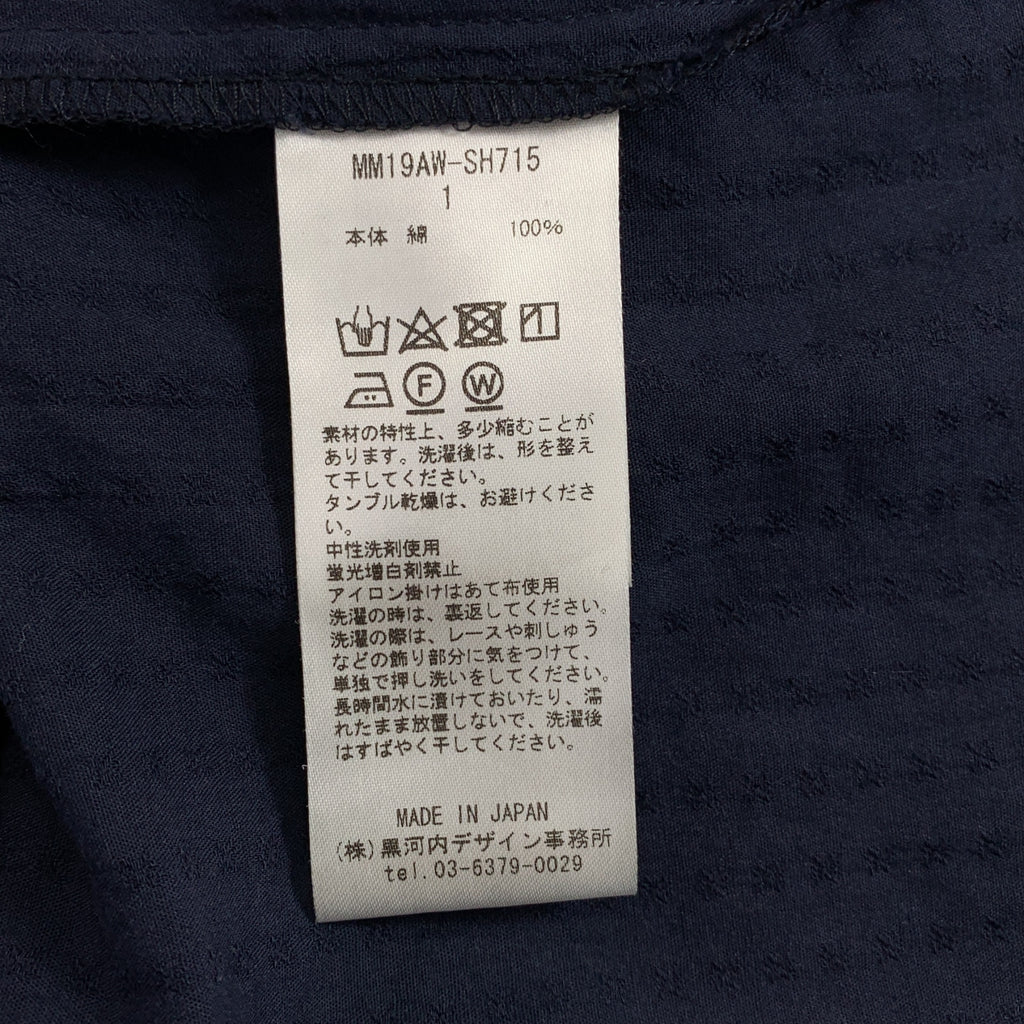 MM19AW-SH715
1
本体 綿 100%
F W
素材の特性上、多少縮むことが
あります。洗濯後は、形を整え
て干してください。
タンブル乾燥は、お避けくださ
い。
中性洗剤使用
蛍光増白剤禁止
アイロン掛けはあて布使用
洗濯の時は、裏返してください。
洗濯の際は、レースや刺しゅう
などの飾り部分に気をつけて、
単独で押し洗いをしてください。
長時間水に漬けておいたり、濡
れたまま放置しないで、洗濯後
はすばやく干してください。
MADE IN JAPAN
(株)黒河内デザイン事務所
tel.03-6379-0029